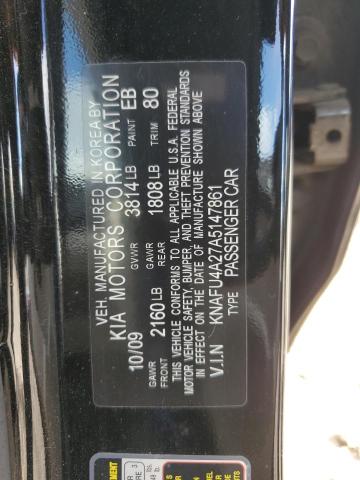 VEH. MANUFACTURED IN KOREA BY
KIA MOTORS CORPORATION
10/09 GVWR 3814LB PAINT EB
GAWR FRONT 2160LB GAWR REAR 1808LB TRIM 80
THIS VEHICLE CONFORMS TO ALL APPLICABLE U.S.A. FEDERAL
MOTOR VEHICLE SAFETY, BUMPER, AND THEFT PREVENTION STANDARDS
IN EFFECT ON THE DATE OF MANUFACTURE SHOWN ABOVE
V.I.N KNAFU4A27A5147861
TYPE PASSENGER CAR